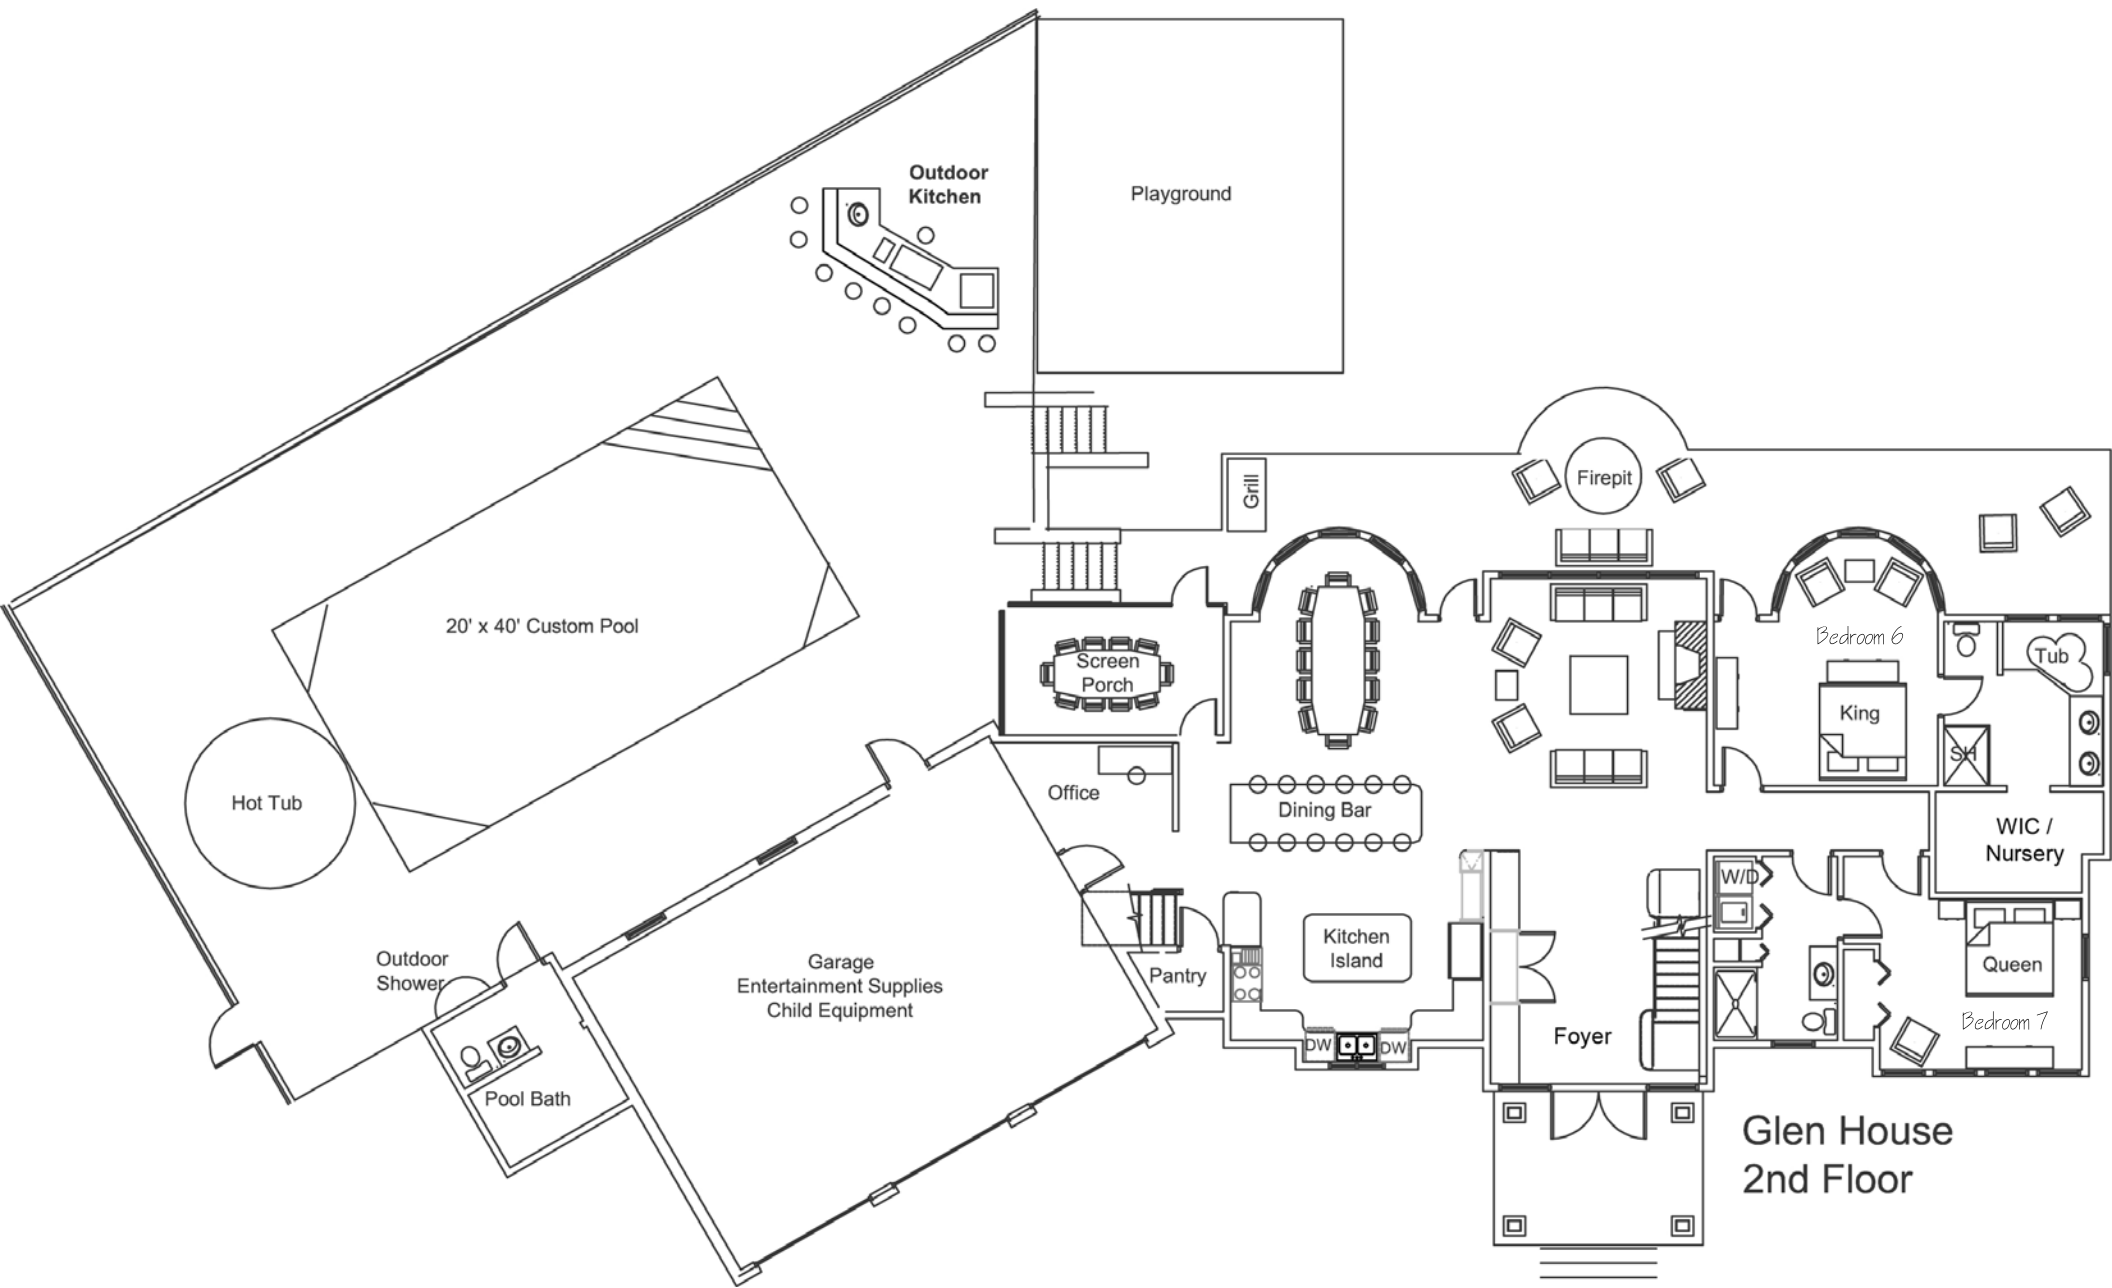 Outdoor
Kitchen
Playground
Grill
Firepit
20' x 40' Custom Pool
Screen
Porch
Bedroom 6
Tub
King
SH
Hot Tub
Office
Dining Bar
WIC /
Nursery
W/D
Outdoor
Shower
Garage
Entertainment Supplies
Child Equipment
Pantry
Kitchen
Island
Queen
Bedroom 7
Foyer
DW
DW
Pool Bath
Glen House
2nd Floor